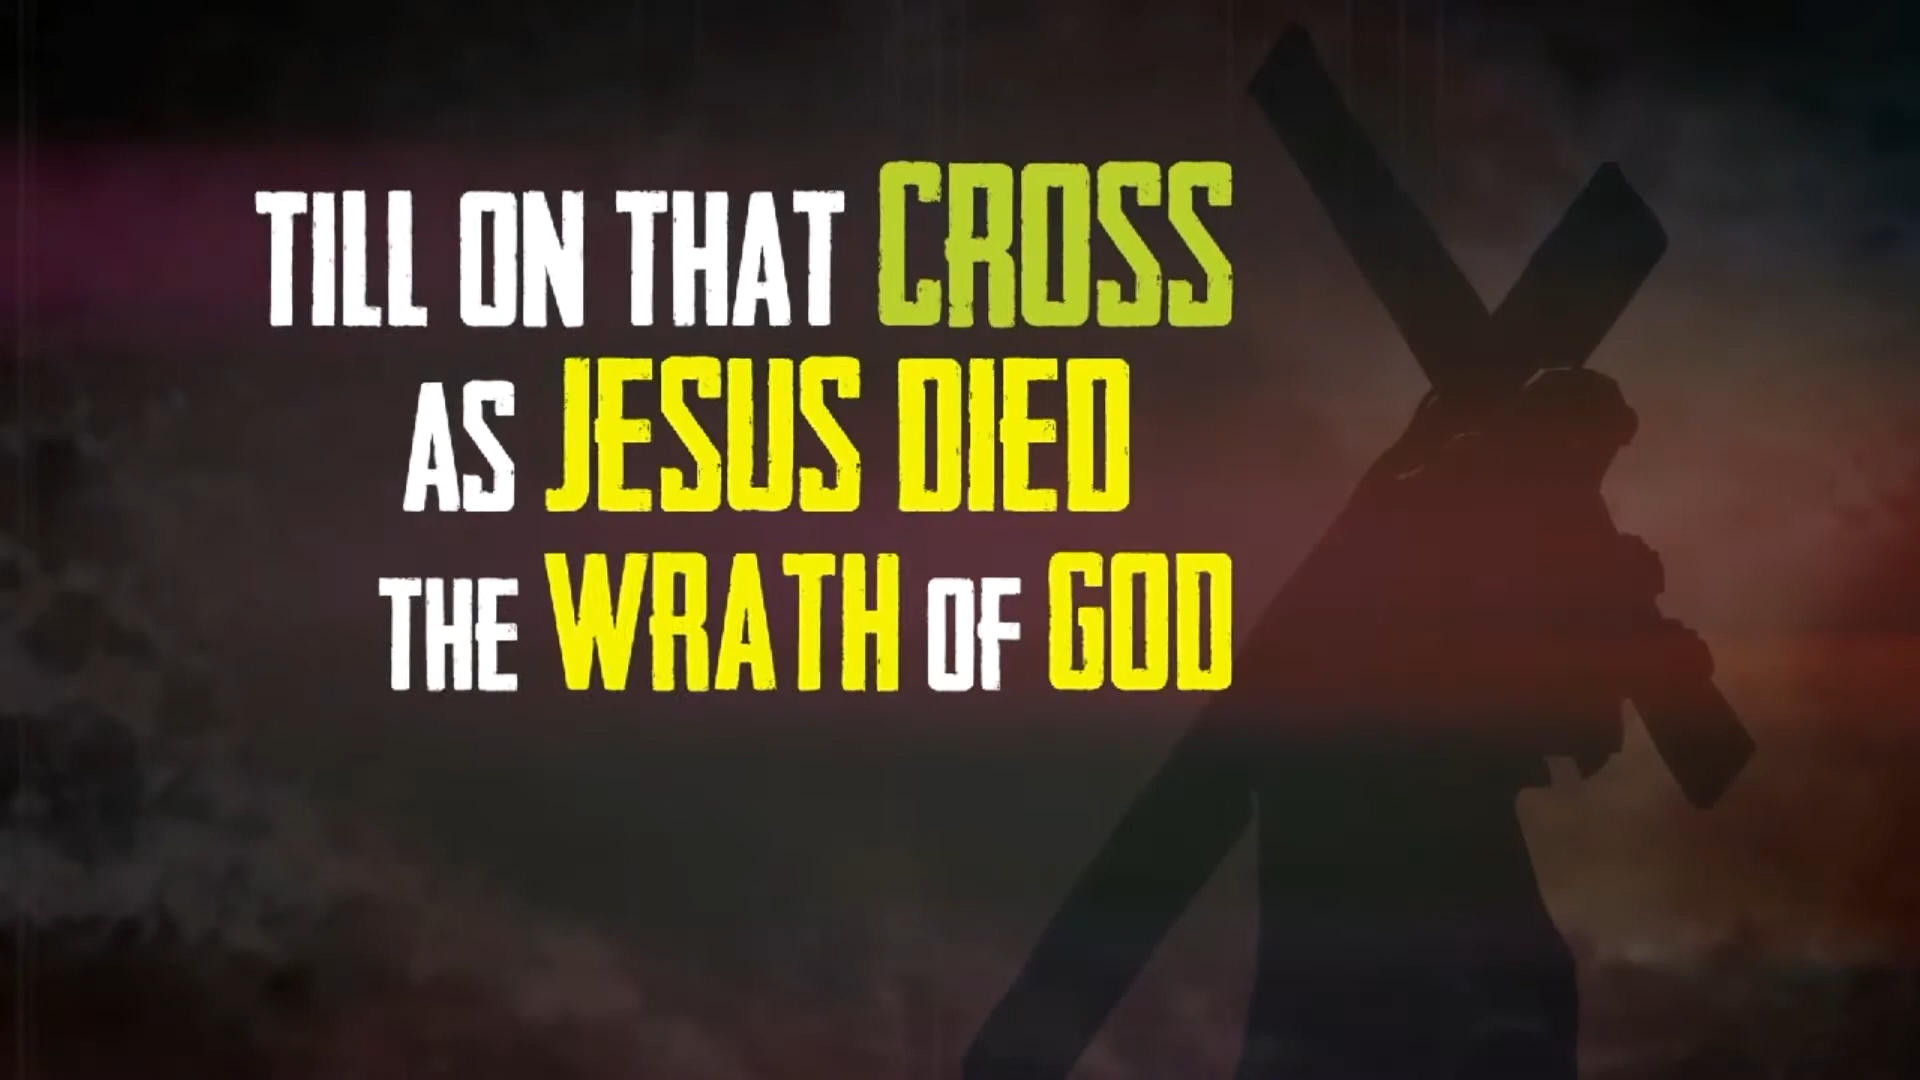 TILL ON THAT CROSS
AS JESUS DIED
THE WRATH OF GOD